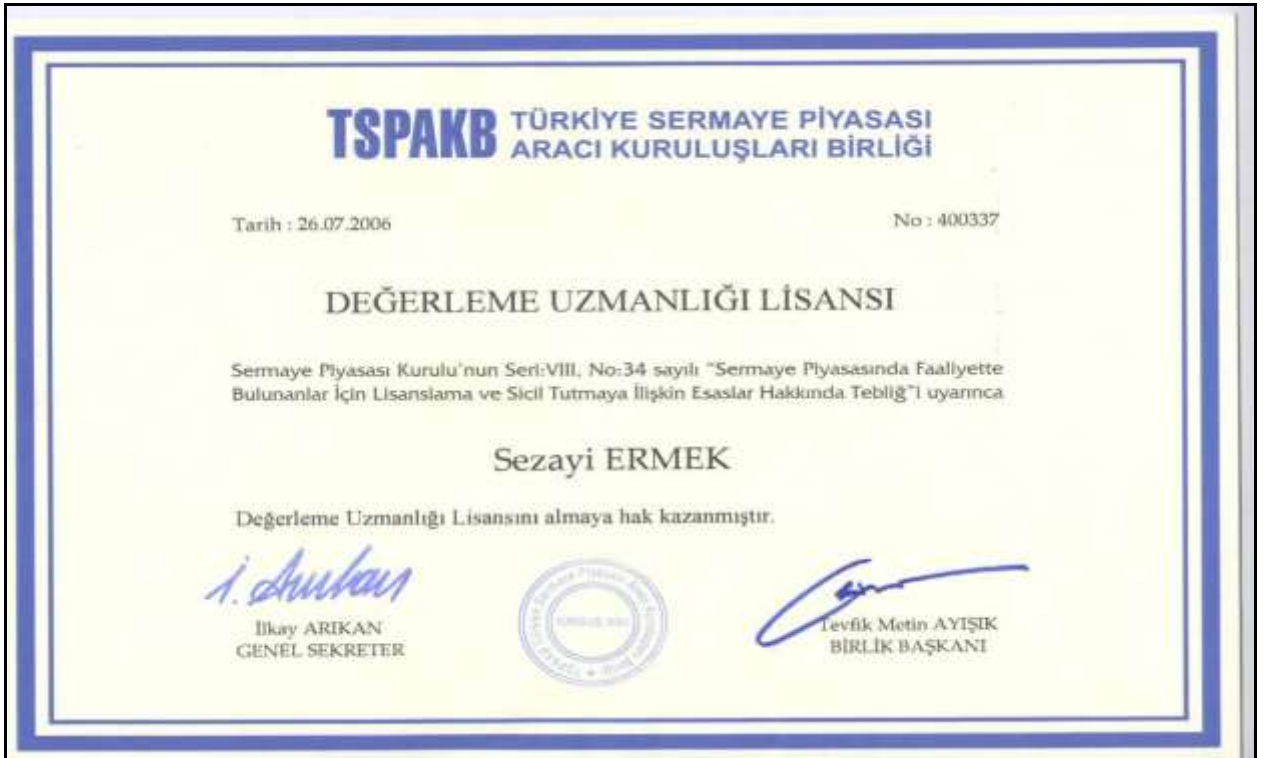 TSPAKB TÜRKİYE SERMAYE PİYASASI
ARACI KURULUŞLARI BİRLİĞİ
Tarih : 26.07.2006 No : 400337
DEĞERLEME UZMANLIĞI LİSANSI
Sermaye Piyasası Kurulu'nun Seri:VIII, No:34 sayılı "Sermaye Piyasasında Faaliyette
Bulunanlar İçin Lisanslama ve Sicil Tutmaya İlişkin Esaslar Hakkında Tebliğ"i uyarınca
Sezayi ERMEK
Değerleme Uzmanlığı Lisansını almaya hak kazanmıştır.
İ. Arıkan
İlkay ARIKAN
GENEL SEKRETER
Tevfik Metin AYIŞIK
BİRLİK BAŞKANI